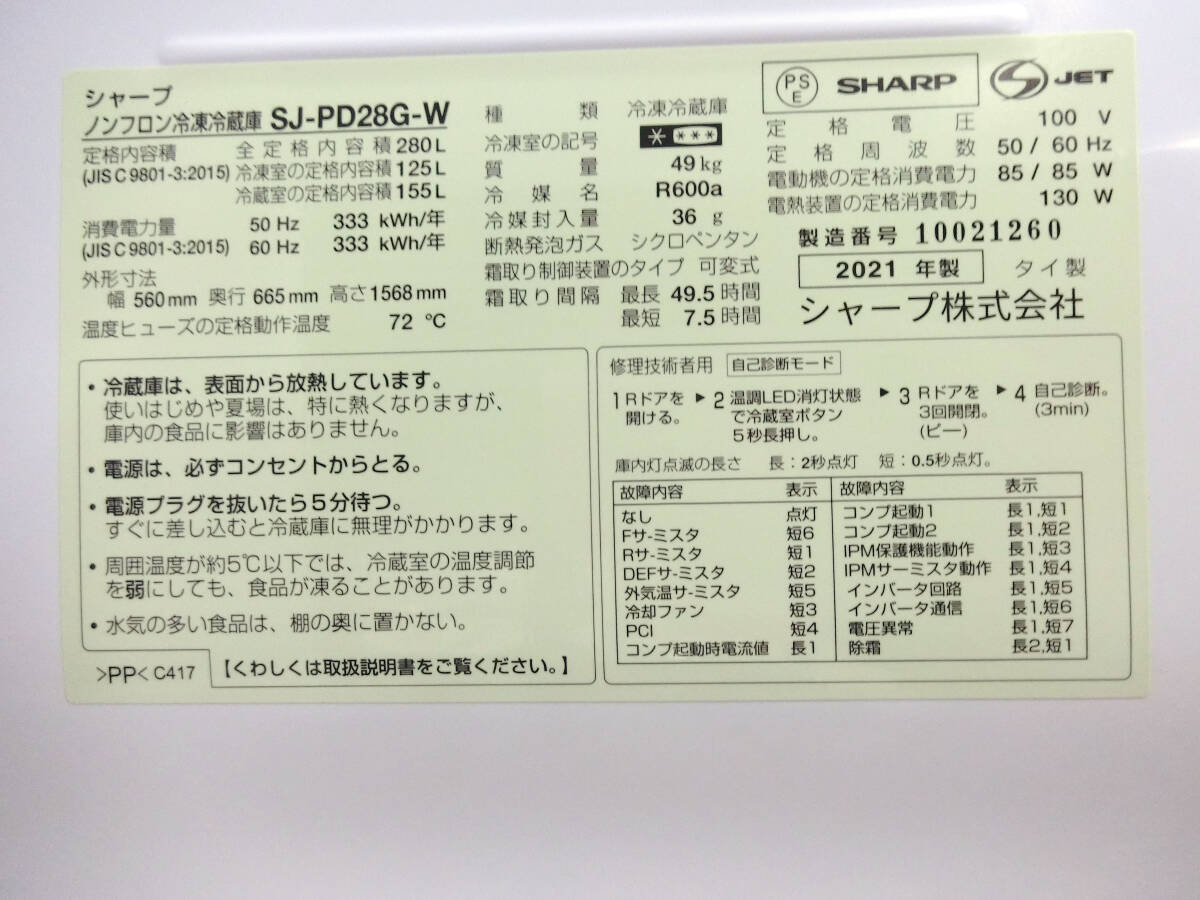 シャープ
ノンフロン冷凍冷蔵庫 SJ-PD28G-W
定格内容積 全定格内容積 280L
(JIS C 9801-3:2015) 冷凍室の定格内容積 125L
冷蔵室の定格内容積 155L
消費電力量 50 Hz 333 kWh/年
(JIS C 9801-3:2015) 60 Hz 333 kWh/年
外形寸法
幅 560mm 奥行 665mm 高さ 1568mm
温度ヒューズの定格動作温度 72 ℃
種類 冷凍冷蔵庫
冷凍室の記号
質量 49kg
冷媒名 R600a
冷媒封入量 36 g
断熱発泡ガス シクロペンタン
霜取り制御装置のタイプ 可変式
霜取り間隔 最長 49.5 時間
最短 7.5 時間
PS
E
SHARP
JET
定格電圧 100 V
定格周波数 50 / 60 Hz
電動機の定格消費電力 85 / 85 W
電熱装置の定格消費電力 130 W
製造番号 10021260
2021 年製 タイ製
シャープ株式会社
・冷蔵庫は、表面から放熱しています。
使いはじめや夏場は、特に熱くなりますが、
庫内の食品に影響はありません。
・電源は、必ずコンセントからとる。
・電源プラグを抜いたら5分待つ。
すぐに差し込むと冷蔵庫に無理がかかります。
・周囲温度が約5℃以下では、冷蔵室の温度調節
を弱にしても、食品が凍ることがあります。
・水気の多い食品は、棚の奥に置かない。
>PP< C417
【くわしくは取扱説明書をご覧ください。】
修理技術者用 自己診断モード
1 Rドアを ▶ 2 温調LED消灯状態 ▶ 3 Rドアを ▶ 4 自己診断。
開ける。 で冷蔵室ボタン 3回開閉。 (3min)
5秒長押し。 (ピー)
庫内灯点滅の長さ 長：2秒点灯 短：0.5秒点灯。
故障内容 表示 故障内容 表示
なし 点灯 コンプ起動1 長1,短1
Fサ-ミスタ 短6 コンプ起動2 長1,短2
Rサ-ミスタ 短1 IPM保護機能動作 長1,短3
DEFサ-ミスタ 短2 IPMサーミスタ動作 長1,短4
外気温サ-ミスタ 短5 インバータ回路 長1,短5
冷却ファン 短3 インバータ通信 長1,短6
PCI 短4 電圧異常 長1,短7
コンプ起動時電流値 長1 除霜 長2,短1